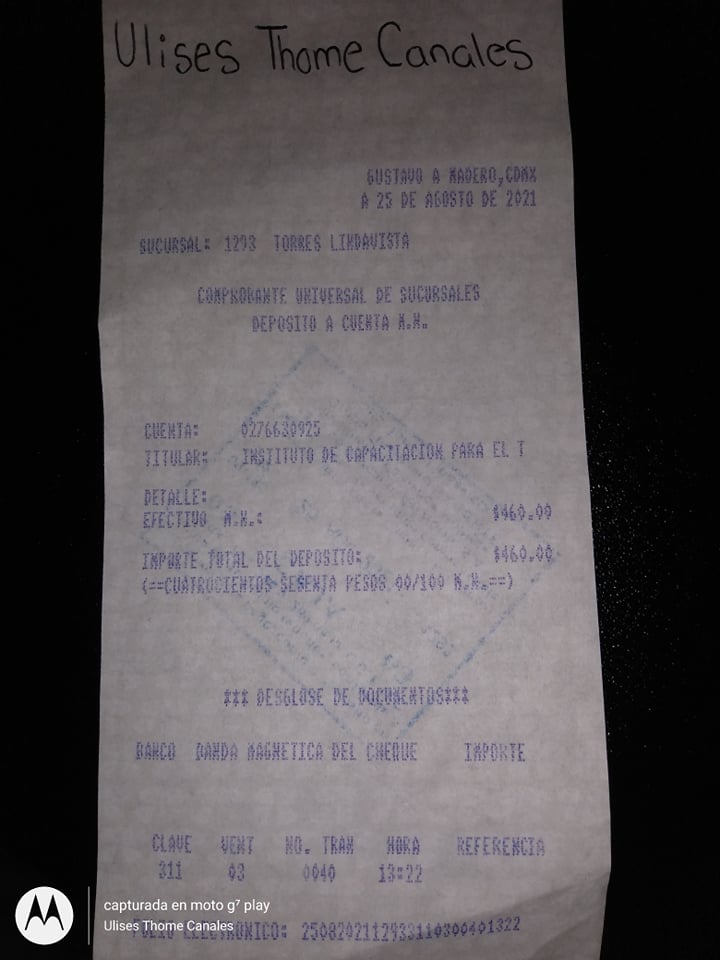 Ulises Thome Canales
GUSTAVO A MADERO,CDMX
A 25 DE AGOSTO DE 2021
SUCURSAL: 1293 TORRES LINDAVISTA
COMPROBANTE UNIVERSAL DE SUCURSALES
DEPOSITO A CUENTA M.N.
CUENTA: 0276630925
TITULAR: INSTITUTO DE CAPACITACION PARA EL T
DETALLE:
EFECTIVO M.N.: $460.00
IMPORTE TOTAL DEL DEPOSITO: $460.00
(==CUATROCIENTOS SESENTA PESOS 00/100 M.N.==)
*** DESGLOSE DE DOCUMENTOS***
BANCO BANDA MAGNETICA DEL CHEQUE IMPORTE
CLAVE VENT NO. TRAN HORA REFERENCIA
311 03 0040 13:22
FOLIO ELECTRONICO: 2508202112933110300401322
capturada en moto g⁷ play
Ulises Thome Canales